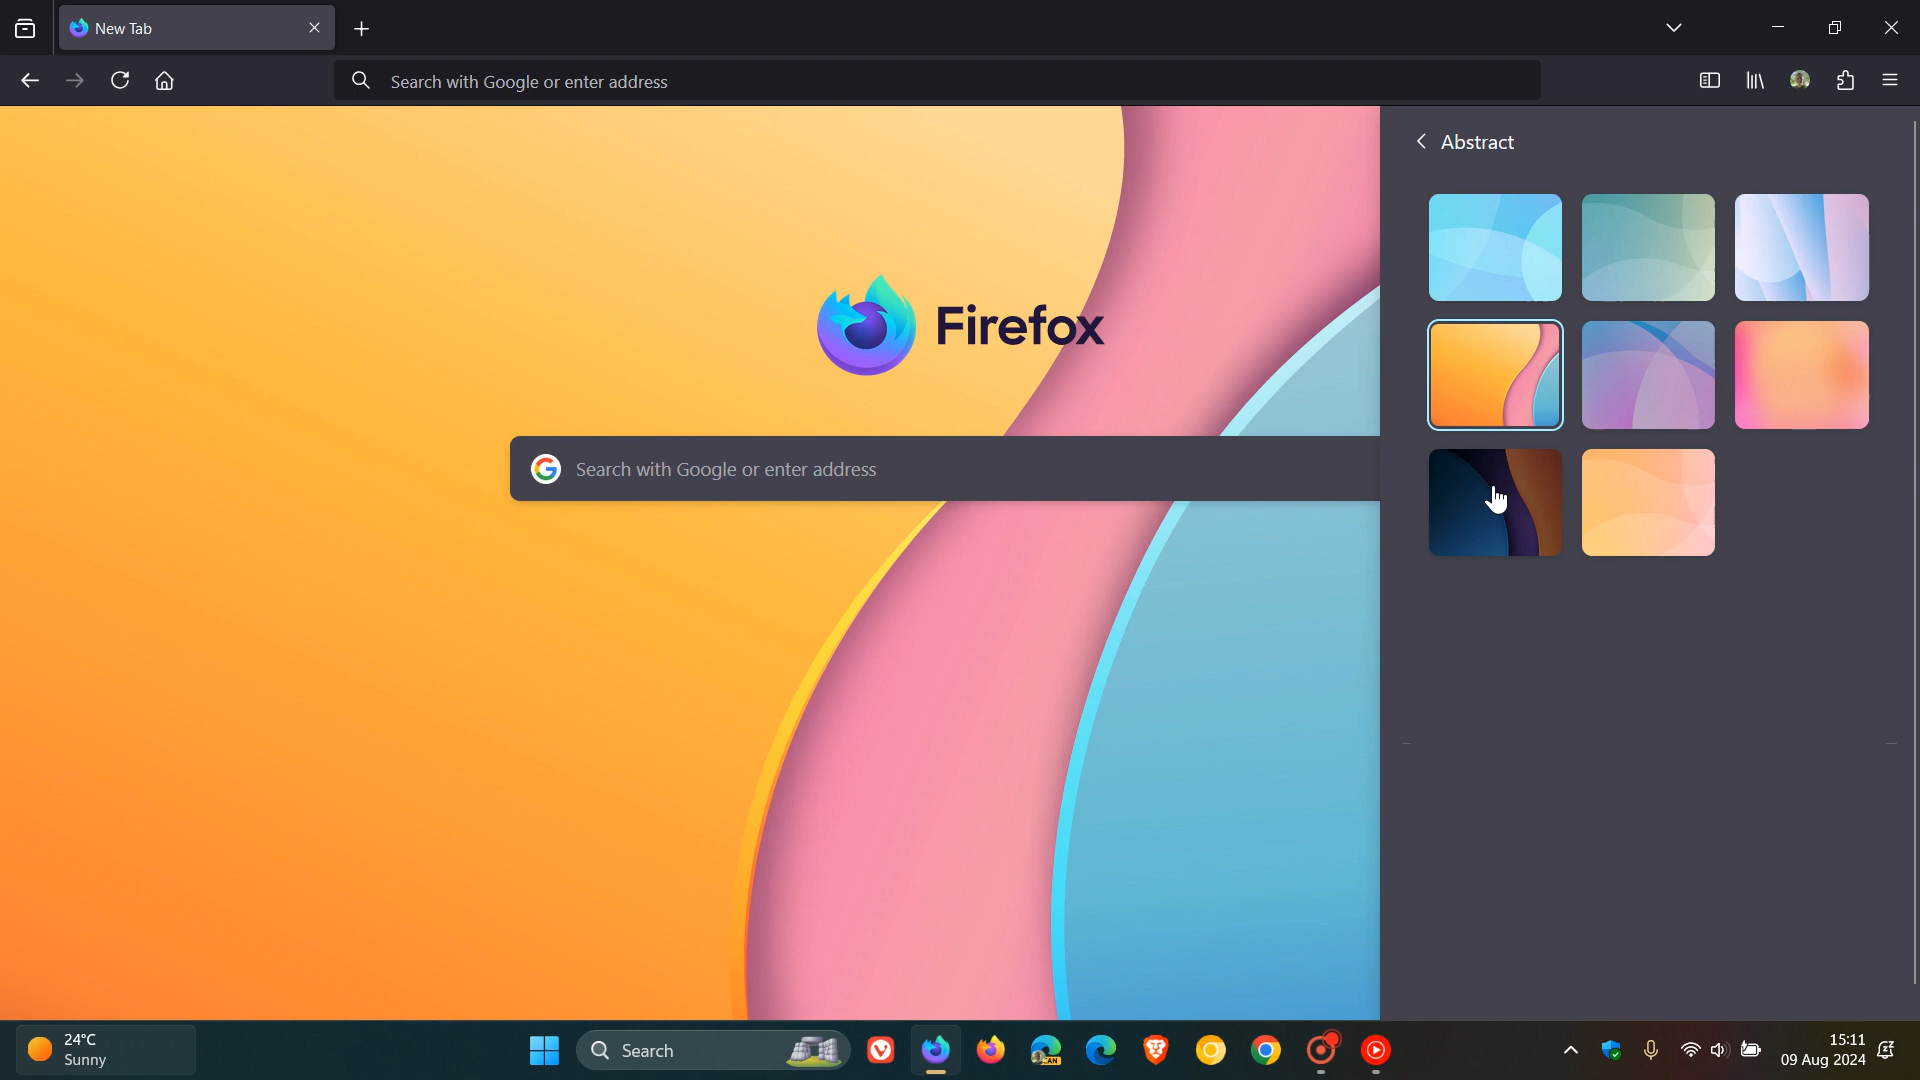 New Tab
Search with Google or enter address
Abstract
Firefox
Search with Google or enter address
24°C
Sunny
Search
CAN
15:11
09 Aug 2024